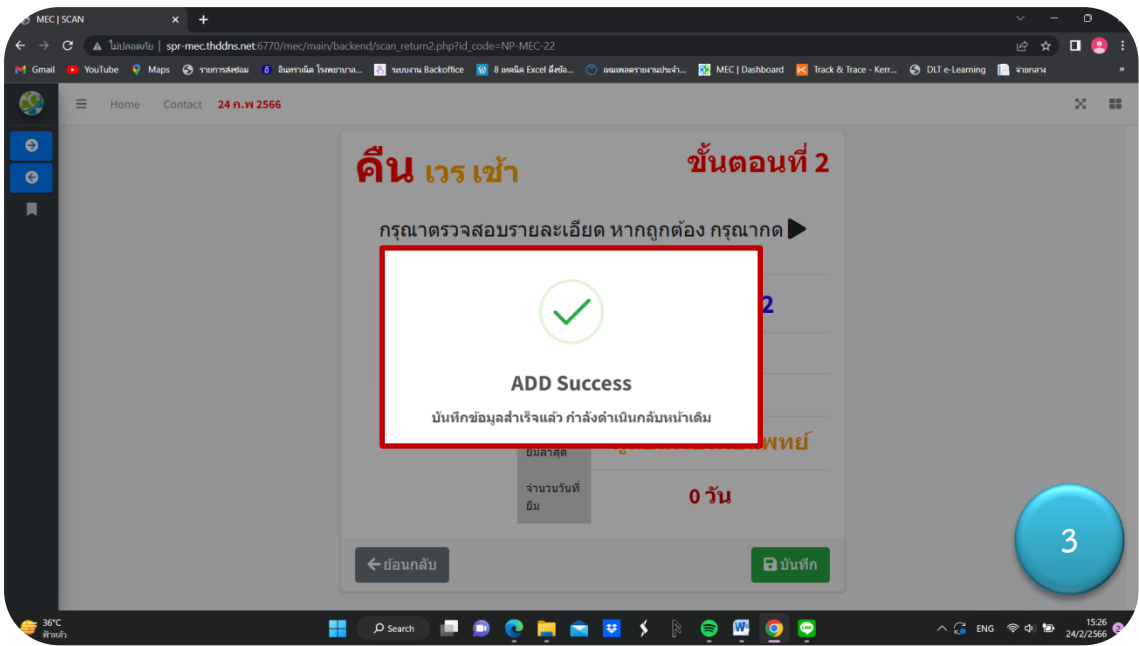 MEC | SCAN
ไม่ปลอดภัย | spr-mec.thddns.net:6770/mec/main/backend/scan_return2.php?id_code=NP-MEC-22
Gmail YouTube Maps รายการส่งซ่อม อินทรานีต โรงพยาบา... ระบบงาน Backoffice 8 เทคนิค Excel ดึงข้อ... MEC | Dashboard Track & Trace - Kerr... DLT e-Learning
Home Contact 24 ก.พ 2566
คืน เวร เช้า ขั้นตอนที่ 2
กรุณาตรวจสอบรายละเอียด หากถูกต้อง กรุณากด
2
ADD Success
บันทึกข้อมูลสำเร็จแล้ว กำลังดำเนินกลับหน้าเดิม
ยืมล่าสุด
จำนวนวันที่
ยืม
0 วัน
ย้อนกลับ บันทึก
3
36°C
ฟ้าหลัว
Search
ENG
15:26
24/2/2566
2